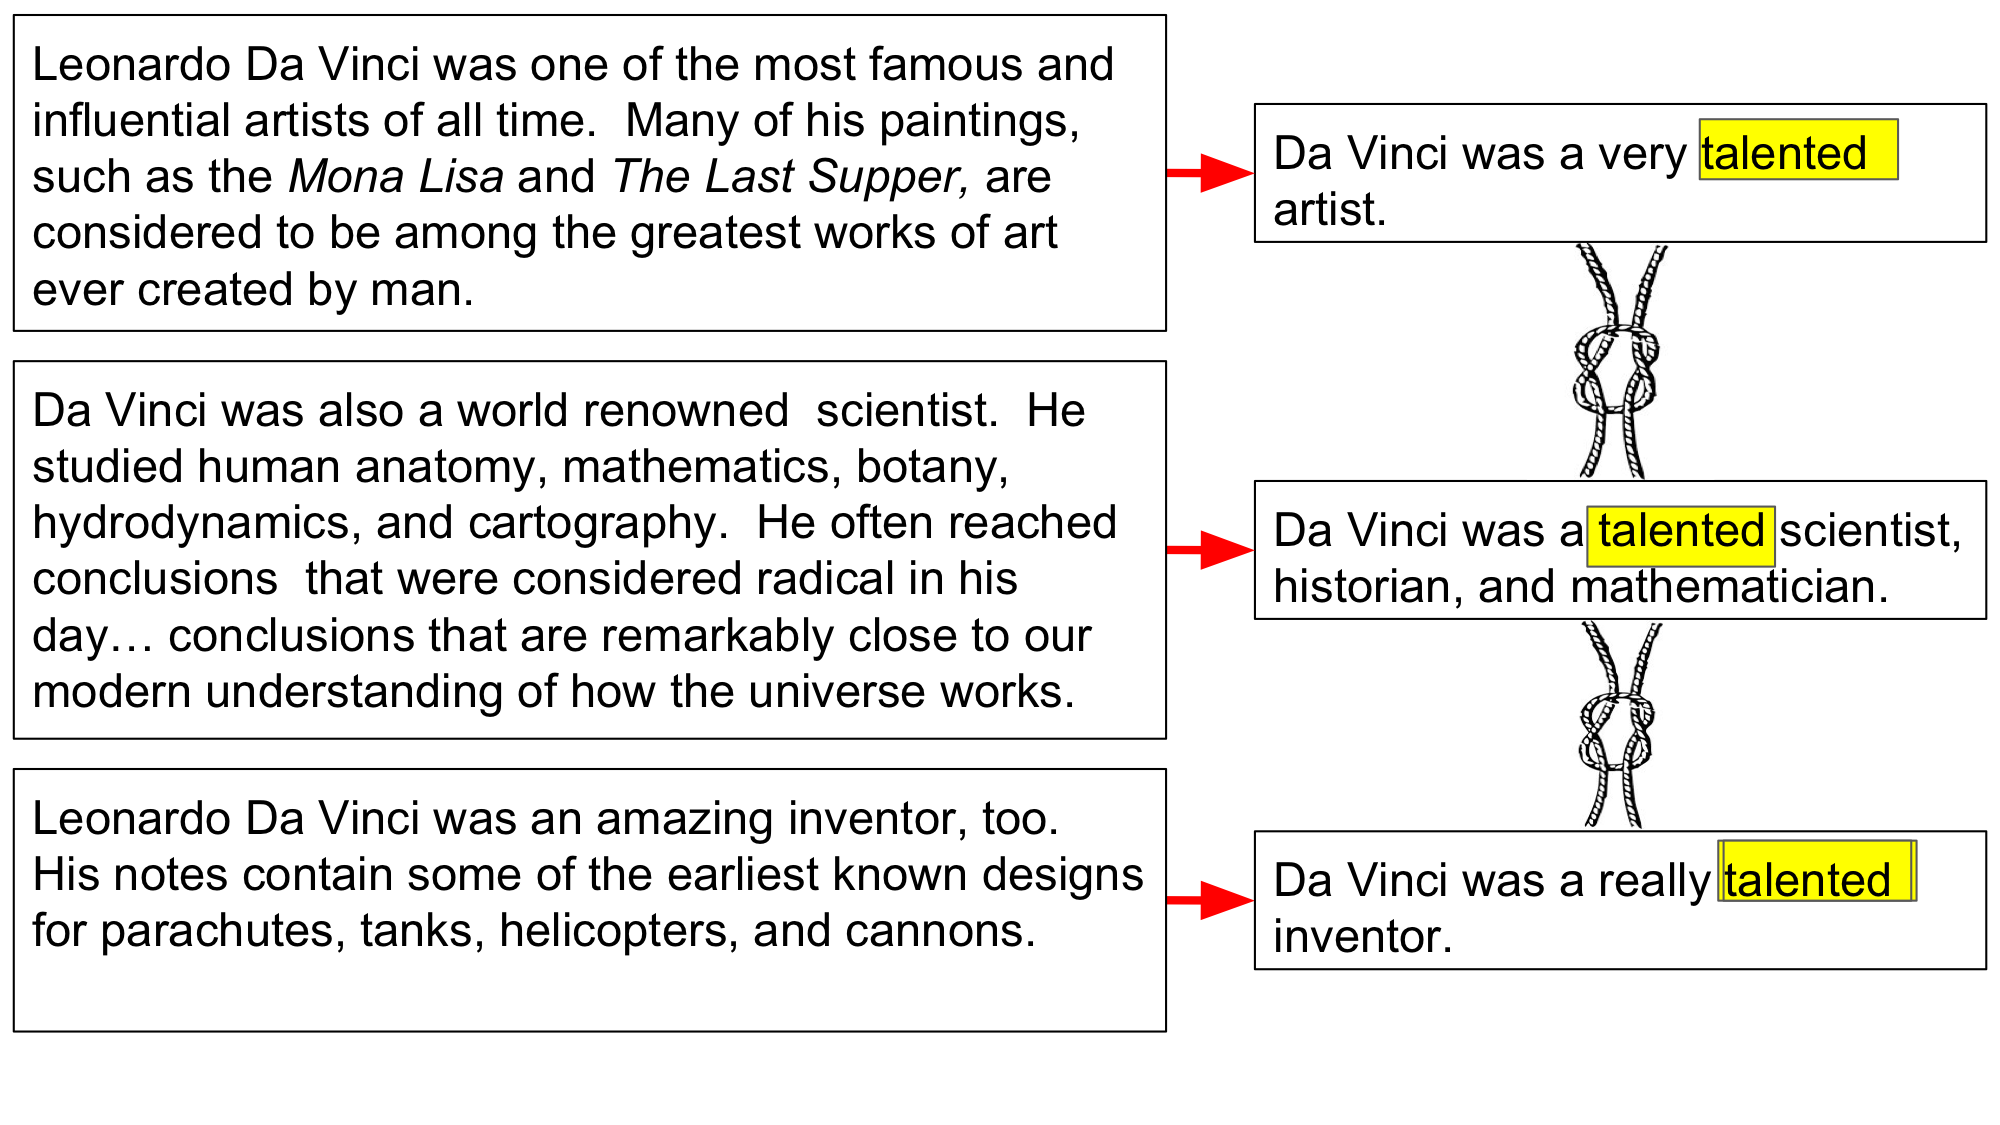 Leonardo Da Vinci was one of the most famous and
influential artists of all time.  Many of his paintings,
such as the Mona Lisa and The Last Supper, are
considered to be among the greatest works of art
ever created by man.
Da Vinci was a very talented
artist.
Da Vinci was also a world renowned  scientist.  He
studied human anatomy, mathematics, botany,
hydrodynamics, and cartography.  He often reached
conclusions  that were considered radical in his
day… conclusions that are remarkably close to our
modern understanding of how the universe works.
Da Vinci was a talented scientist,
historian, and mathematician.
Leonardo Da Vinci was an amazing inventor, too.
His notes contain some of the earliest known designs
for parachutes, tanks, helicopters, and cannons.
Da Vinci was a really talented
inventor.